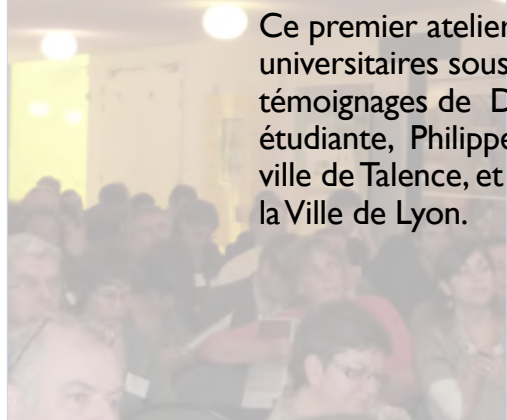 Ce premier atelier
universitaires sous
témoignages de D
étudiante, Philippe
ville de Talence, et
la Ville de Lyon.